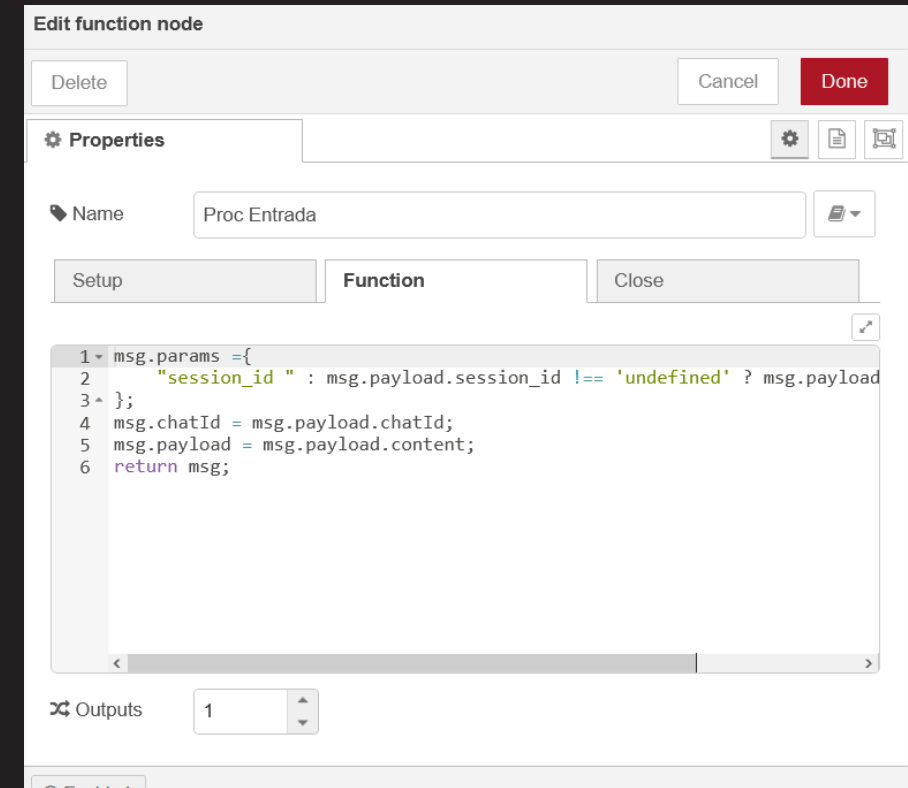 Edit function node
Delete
Cancel
Done
Properties
Name
Proc Entrada
Setup
Function
Close
1 msg.params ={
2 "session_id " : msg.payload.session_id !== 'undefined' ? msg.payload
3 };
4 msg.chatId = msg.payload.chatId;
5 msg.payload = msg.payload.content;
6 return msg;
Outputs
1